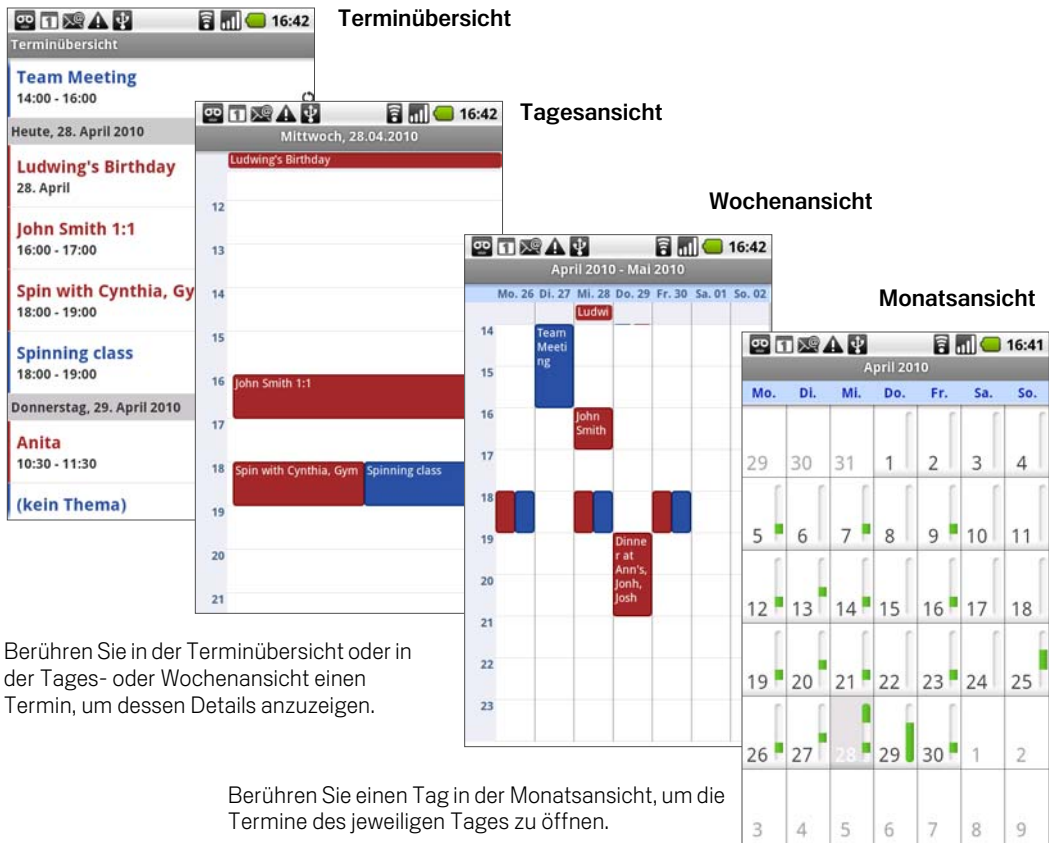 16:42
Terminübersicht
Terminübersicht
Team Meeting
14:00 - 16:00
Heute, 28. April 2010
Ludwing's Birthday
28. April
John Smith 1:1
16:00 - 17:00
Spin with Cynthia, Gy
18:00 - 19:00
Spinning class
18:00 - 19:00
Donnerstag, 29. April 2010
Anita
10:30 - 11:30
(kein Thema)
Tagesansicht
1 16:42
Mittwoch, 28.04.2010
Ludwing's Birthday
12
13
14
15
16 John Smith 1:1
17
18 Spin with Cynthia, Gym Spinning class
19
20
21
Wochenansicht
1 16:42
April 2010 - Mai 2010
Mo. 26 Di. 27 Mi. 28 Do. 29 Fr. 30 Sa. 01 So. 02
Ludwi
14 Team
Meeti
ng
15
16 John
Smith
17
18
19 Dinne
r at
Ann's,
20 Jonh,
Josh
21
22
23
Monatsansicht
1 16:41
April 2010
Mo. Di. Mi. Do. Fr. Sa. So.
29 30 31 1 2 3 4
5 6 7 8 9 10 11
12 13 14 15 16 17 18
19 20 21 22 23 24 25
26 27 28 29 30 1 2
3 4 5 6 7 8 9
Berühren Sie in der Terminübersicht oder in
der Tages- oder Wochenansicht einen
Termin, um dessen Details anzuzeigen.
Berühren Sie einen Tag in der Monatsansicht, um die
Termine des jeweiligen Tages zu öffnen.